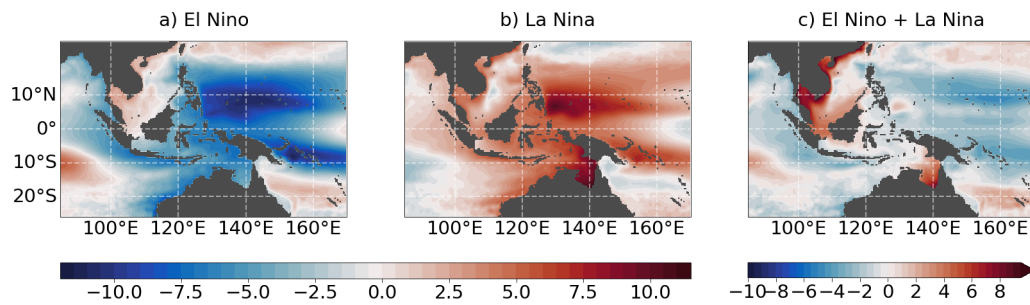 a) El Nino b) La Nina c) El Nino + La Nina
10°N
0°
10°S
20°S
100°E 120°E 140°E 160°E 100°E 120°E 140°E 160°E 100°E 120°E 140°E 160°E
−10.0 −7.5 −5.0 −2.5 0.0 2.5 5.0 7.5 10.0 −10 −8 −6 −4 −2 0 2 4 6 8